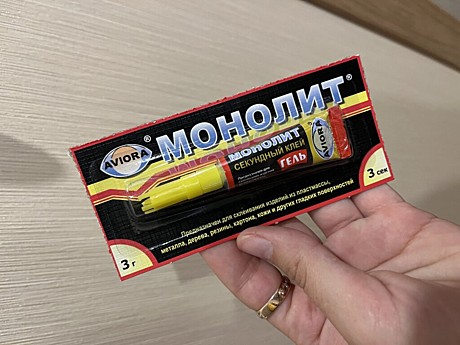 AVIORA®
МОНОЛИТ®
МОНОЛИТ
СЕКУНДНЫЙ КЛЕЙ
ГЕЛЬ
AVIORA
3 сек
Предназначен для склеивания изделий из пластмассы,
металла, дерева, резины, картона, кожи и других гладких поверхностей
3 г